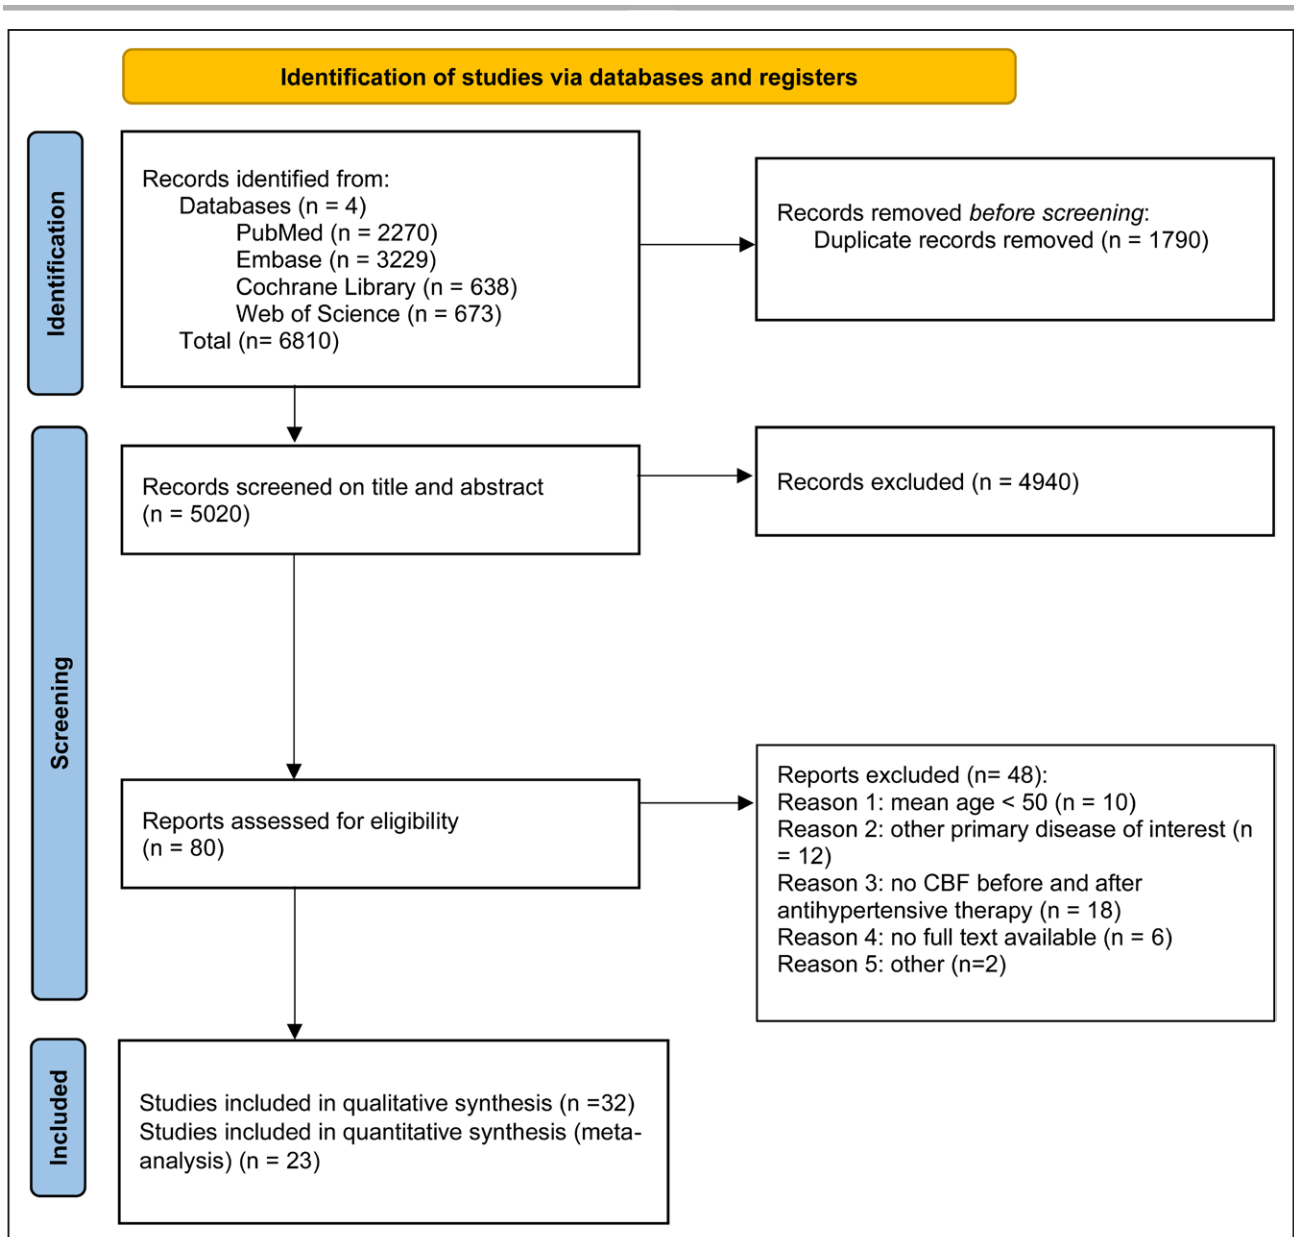 Identification of studies via databases and registers
Identification
Records identified from:
Databases (n = 4)
PubMed (n = 2270)
Embase (n = 3229)
Cochrane Library (n = 638)
Web of Science (n = 673)
Total (n= 6810)
Records removed before screening:
Duplicate records removed (n = 1790)
Screening
Records screened on title and abstract
(n = 5020)
Records excluded (n = 4940)
Reports assessed for eligibility
(n = 80)
Reports excluded (n= 48):
Reason 1: mean age < 50 (n = 10)
Reason 2: other primary disease of interest (n
= 12)
Reason 3: no CBF before and after
antihypertensive therapy (n = 18)
Reason 4: no full text available (n = 6)
Reason 5: other (n=2)
Included
Studies included in qualitative synthesis (n =32)
Studies included in quantitative synthesis (meta-
analysis) (n = 23)